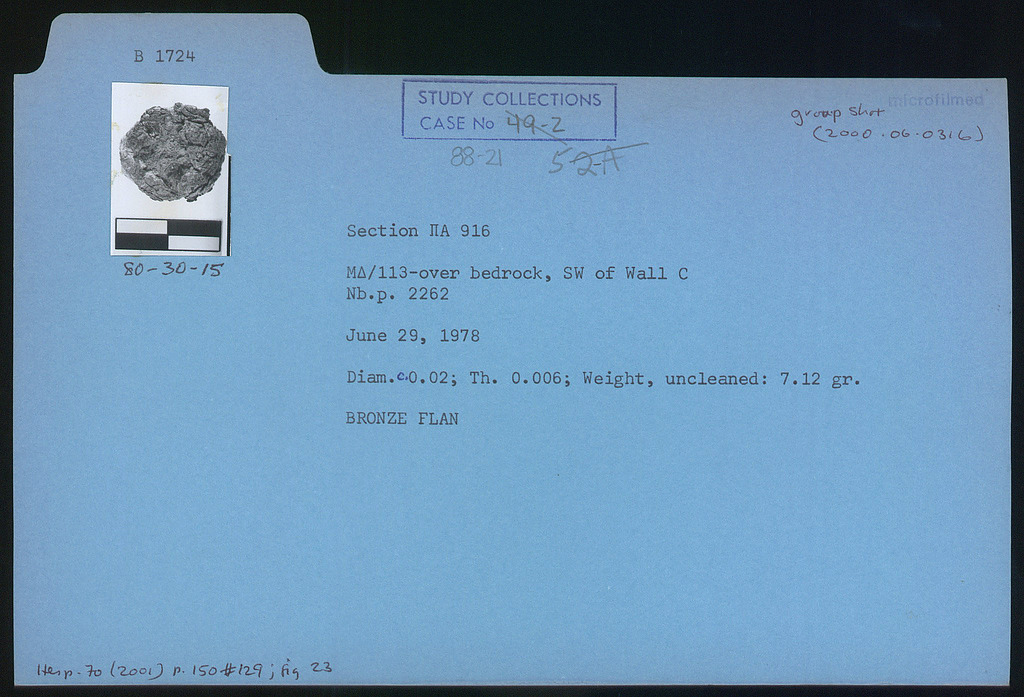 B 1724
STUDY COLLECTIONS
CASE No 49-2
88-21 52-A
microfilmed
group shot
(2000.06.0316)
80-30-15
Section ΠΑ 916
ΜΔ/113-over bedrock, SW of Wall C
Nb.p. 2262
June 29, 1978
Diam.c.0.02; Th. 0.006; Weight, uncleaned: 7.12 gr.
BRONZE FLAN
Hesp. 70 (2001) p. 150 #129; fig 23